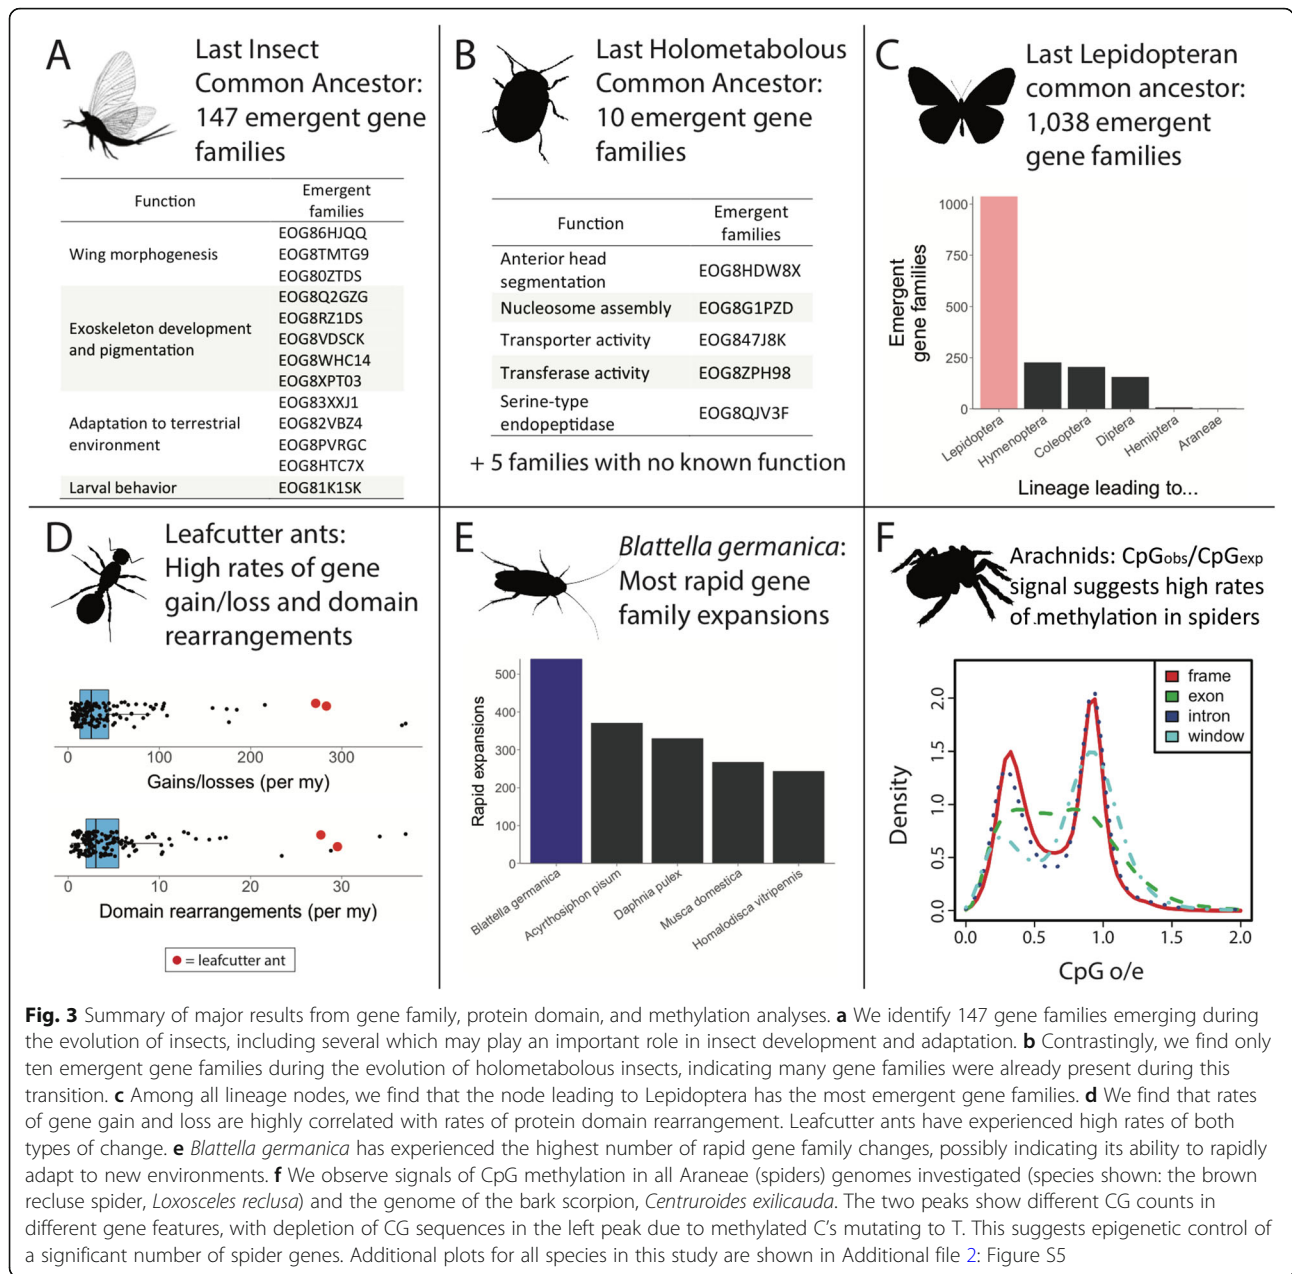 A
Last Insect
Common Ancestor:
147 emergent gene
families
Function
Emergent
families
Wing morphogenesis
EOG86HJQQ
EOG8TMTG9
EOG80ZTDS
Exoskeleton development
and pigmentation
EOG8Q2GZG
EOG8RZ1DS
EOG8VDSCK
EOG8WHC14
EOG8XPT03
Adaptation to terrestrial
environment
EOG83XXJ1
EOG82VBZ4
EOG8PVRGC
EOG8HTC7X
Larval behavior
EOG81K1SK
B
Last Holometabolous
Common Ancestor:
10 emergent gene
families
Function
Emergent
families
Anterior head
segmentation
EOG8HDW8X
Nucleosome assembly
EOG8G1PZD
Transporter activity
EOG847J8K
Transferase activity
EOG8ZPH98
Serine-type
endopeptidase
EOG8QJV3F
+ 5 families with no known function
C
Last Lepidopteran
common ancestor:
1,038 emergent
gene families
Emergent
gene families
1000
750
500
250
0
Lepidoptera
Hymenoptera
Coleoptera
Diptera
Hemiptera
Araneae
Lineage leading to...
D
Leafcutter ants:
High rates of gene
gain/loss and domain
rearrangements
0 100 200 300
Gains/losses (per my)
0 10 20 30
Domain rearrangements (per my)
= leafcutter ant
E
Blattella germanica:
Most rapid gene
family expansions
Rapid expansions
500
400
300
200
100
0
Blattella germanica
Acyrthosiphon pisum
Daphnia pulex
Musca domestica
Homalodisca vitripennis
F
Arachnids: CpGobs/CpGexp
signal suggests high rates
of methylation in spiders
frame
exon
intron
window
Density
2.0
1.5
1.0
0.5
0.0
0.0 0.5 1.0 1.5 2.0
CpG o/e
Fig. 3 Summary of major results from gene family, protein domain, and methylation analyses. a We identify 147 gene families emerging during
the evolution of insects, including several which may play an important role in insect development and adaptation. b Contrastingly, we find only
ten emergent gene families during the evolution of holometabolous insects, indicating many gene families were already present during this
transition. c Among all lineage nodes, we find that the node leading to Lepidoptera has the most emergent gene families. d We find that rates
of gene gain and loss are highly correlated with rates of protein domain rearrangement. Leafcutter ants have experienced high rates of both
types of change. e Blattella germanica has experienced the highest number of rapid gene family changes, possibly indicating its ability to rapidly
adapt to new environments. f We observe signals of CpG methylation in all Araneae (spiders) genomes investigated (species shown: the brown
recluse spider, Loxosceles reclusa) and the genome of the bark scorpion, Centruroides exilicauda. The two peaks show different CG counts in
different gene features, with depletion of CG sequences in the left peak due to methylated C's mutating to T. This suggests epigenetic control of
a significant number of spider genes. Additional plots for all species in this study are shown in Additional file 2: Figure S5